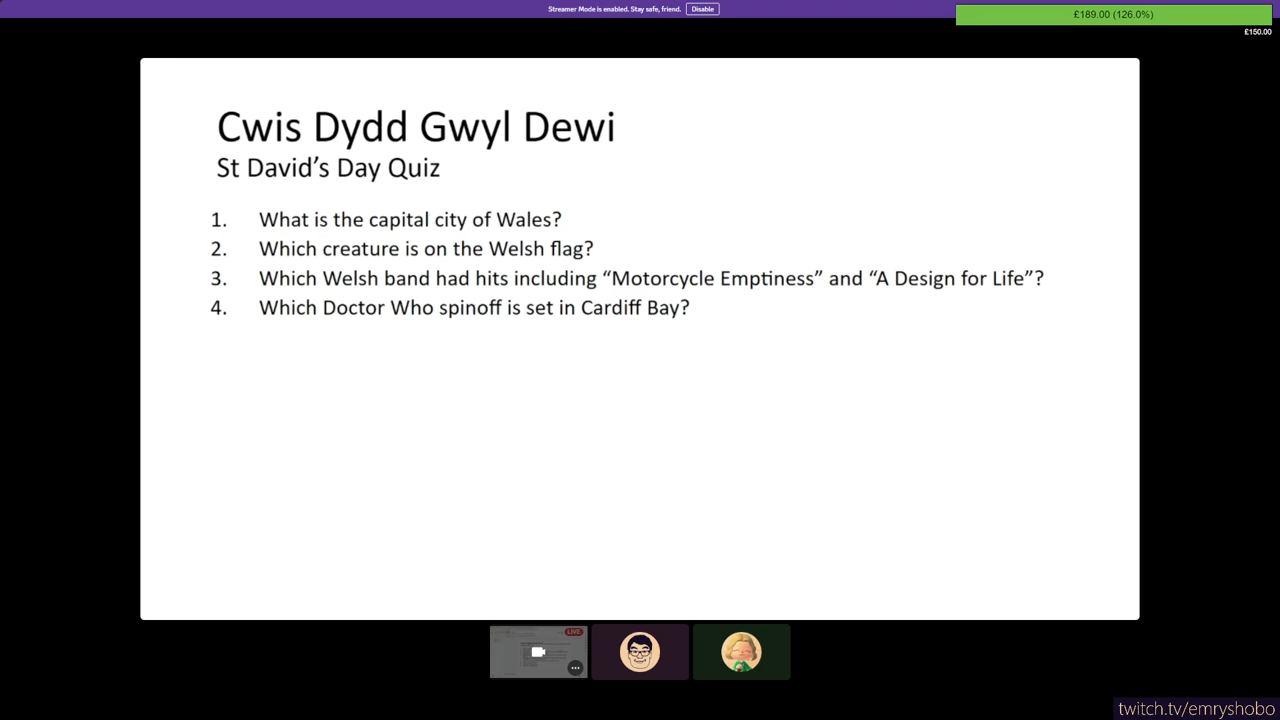 Streamer Mode is enabled. Stay safe, friend. Disable
£189.00 (126.0%)
£150.00
Cwis Dydd Gwyl Dewi
St David's Day Quiz
1. What is the capital city of Wales?
2. Which creature is on the Welsh flag?
3. Which Welsh band had hits including “Motorcycle Emptiness” and “A Design for Life”?
4. Which Doctor Who spinoff is set in Cardiff Bay?
LIVE
twitch.tv/emryshobo